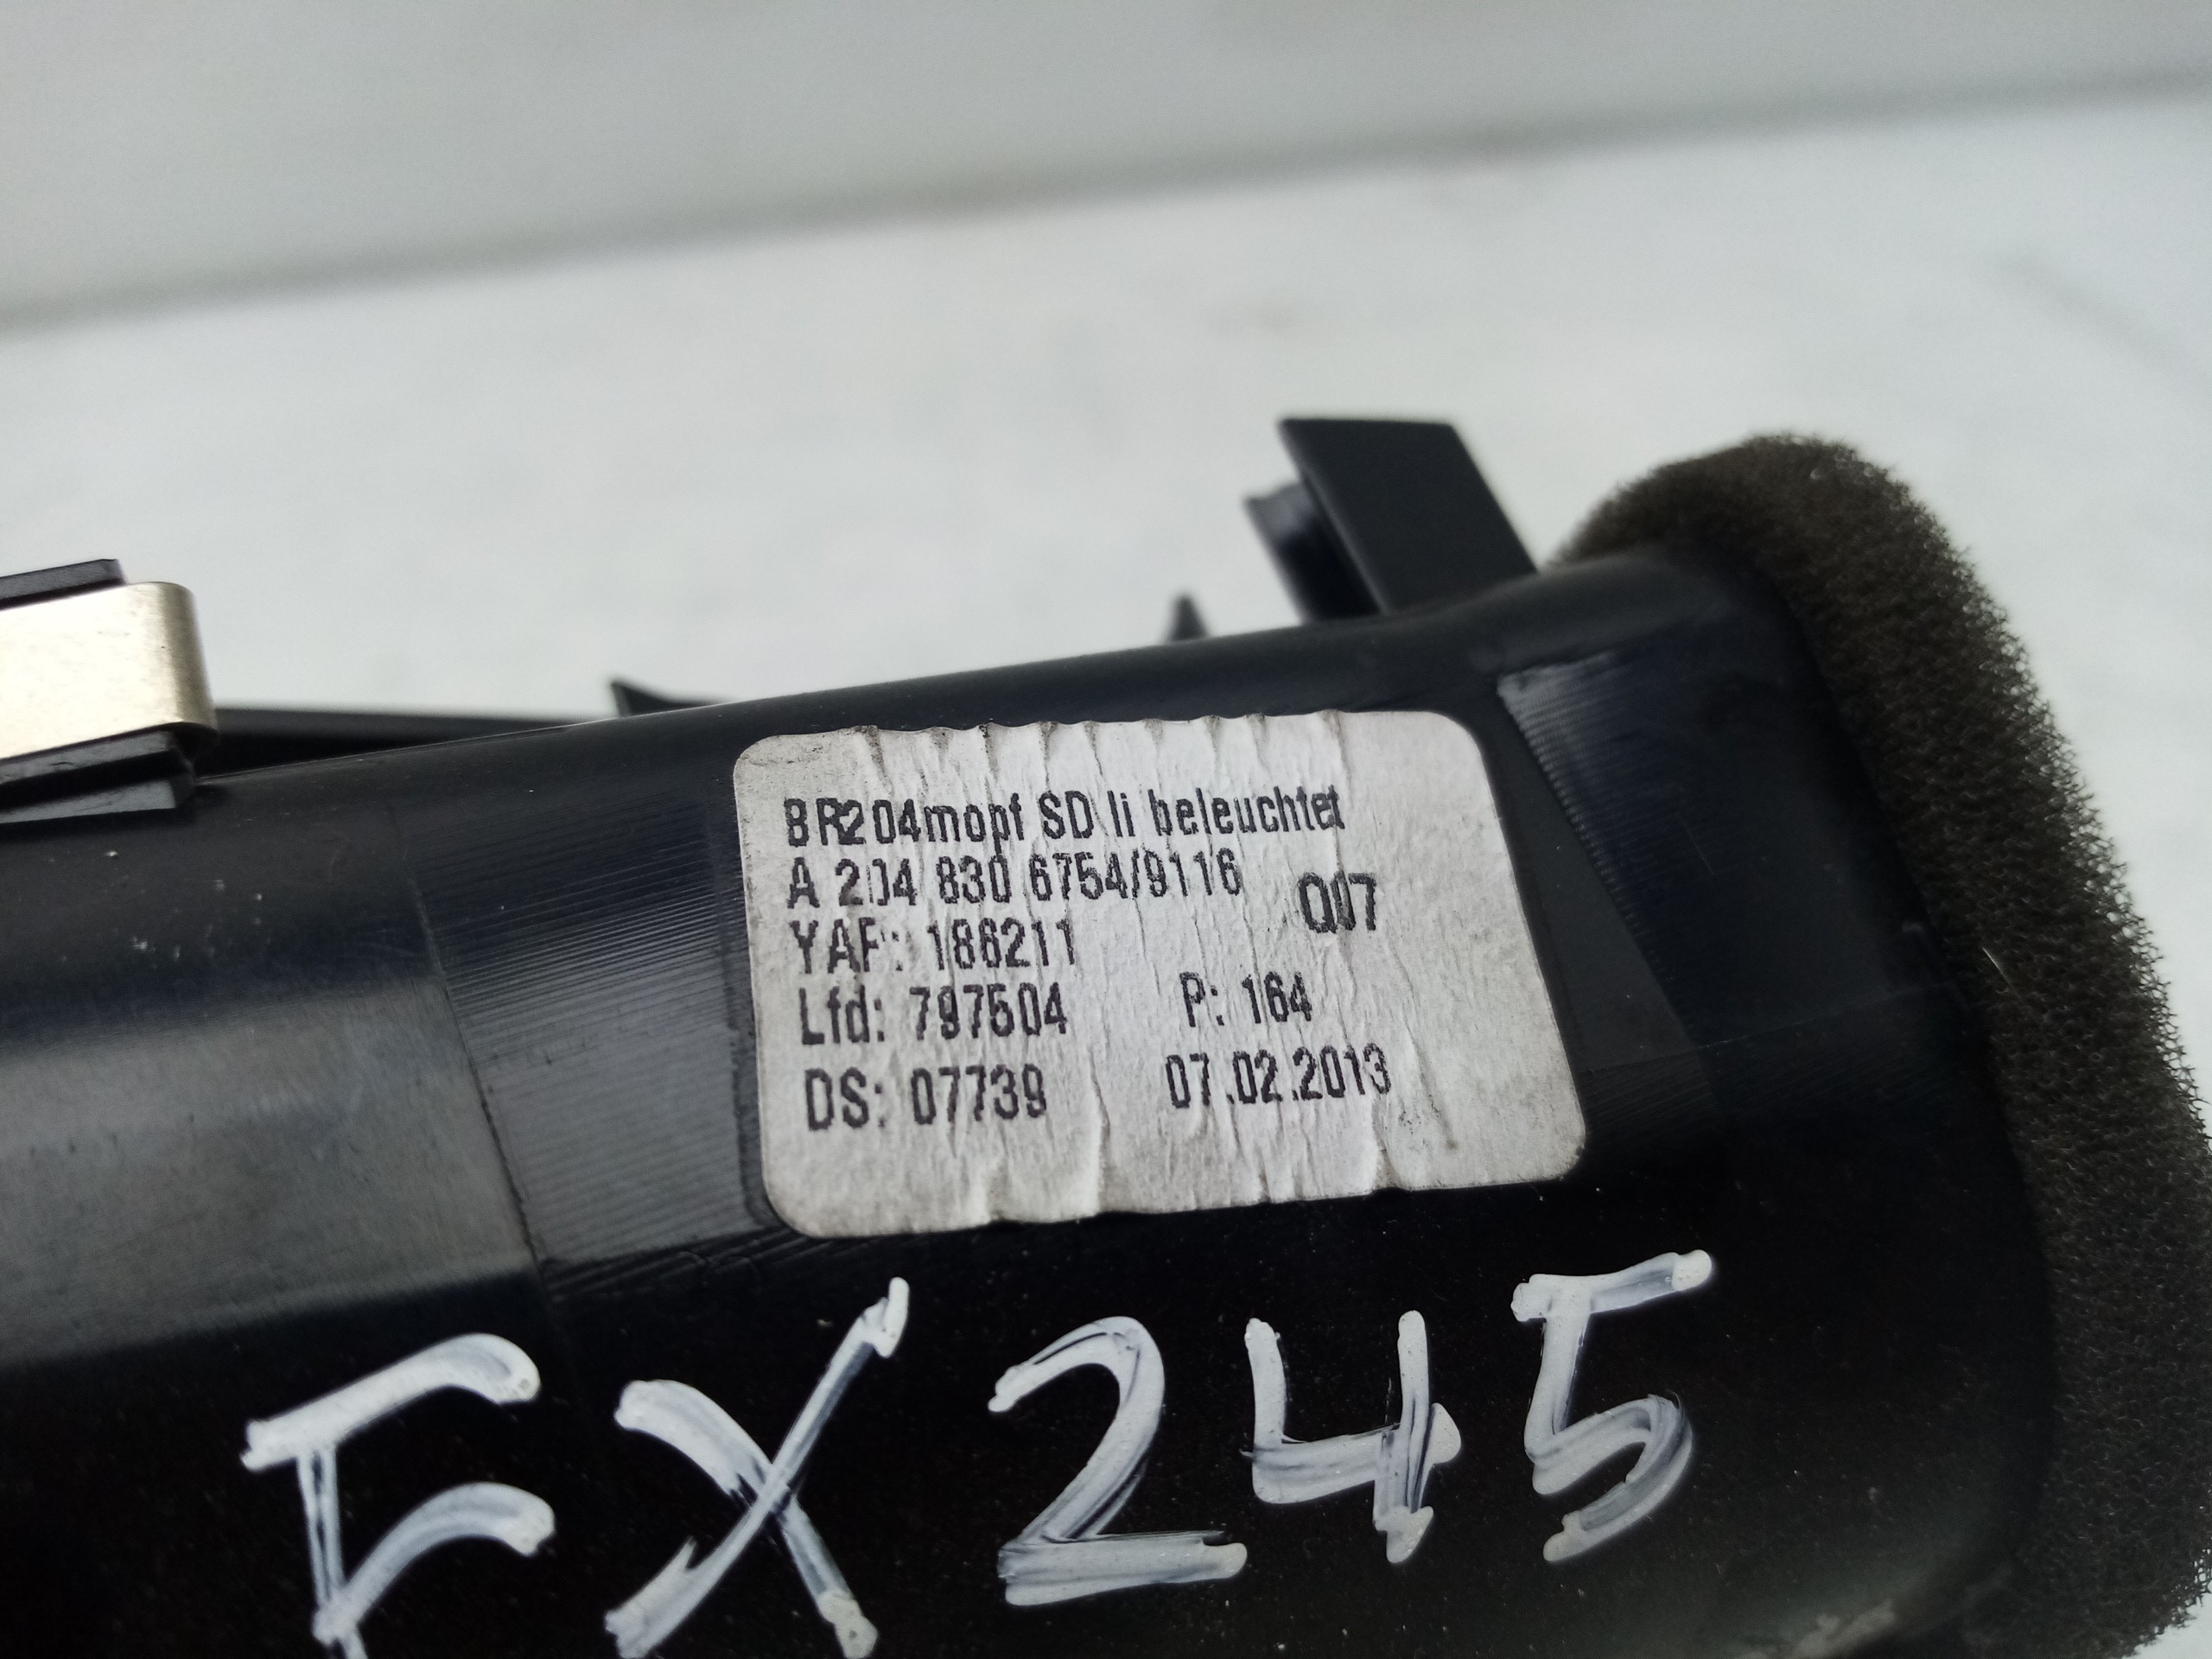 BR204mopf SD li beleuchtet
A 204 830 6754/9116
Q07
YAP: 186211
Lfd: 797504 P: 164
DS: 07739 07.02.2013
FX245